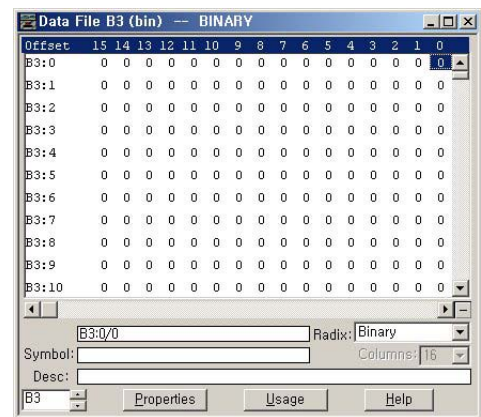 Data File B3 (bin) -- BINARY
Offset 15 14 13 12 11 10 9 8 7 6 5 4 3 2 1 0
B3:0 0 0 0 0 0 0 0 0 0 0 0 0 0 0 0 0
B3:1 0 0 0 0 0 0 0 0 0 0 0 0 0 0 0 0
B3:2 0 0 0 0 0 0 0 0 0 0 0 0 0 0 0 0
B3:3 0 0 0 0 0 0 0 0 0 0 0 0 0 0 0 0
B3:4 0 0 0 0 0 0 0 0 0 0 0 0 0 0 0 0
B3:5 0 0 0 0 0 0 0 0 0 0 0 0 0 0 0 0
B3:6 0 0 0 0 0 0 0 0 0 0 0 0 0 0 0 0
B3:7 0 0 0 0 0 0 0 0 0 0 0 0 0 0 0 0
B3:8 0 0 0 0 0 0 0 0 0 0 0 0 0 0 0 0
B3:9 0 0 0 0 0 0 0 0 0 0 0 0 0 0 0 0
B3:10 0 0 0 0 0 0 0 0 0 0 0 0 0 0 0 0
B3:0/0 Radix: Binary
Symbol: Columns: 16
Desc:
B3 Properties Usage Help